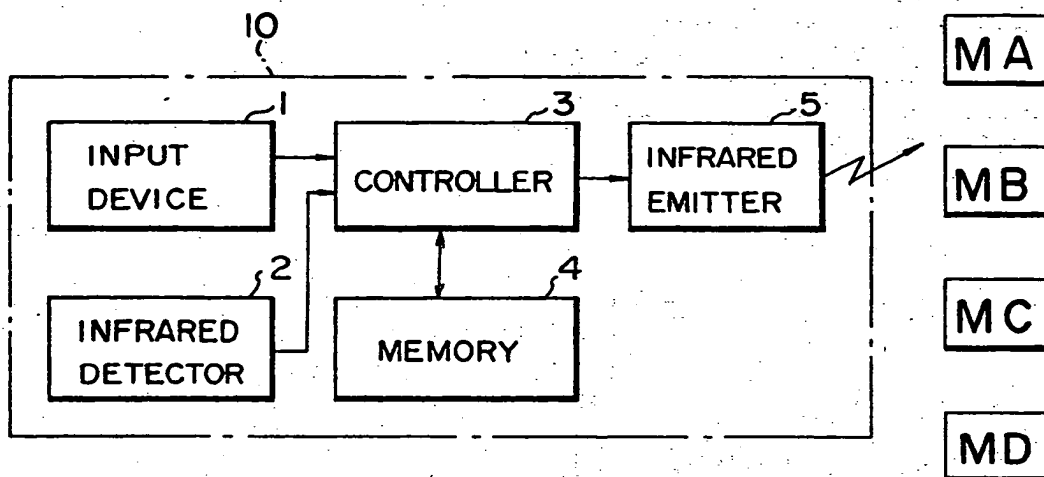 10
MA
1
3
5
INPUT
DEVICE
CONTROLLER
INFRARED
EMITTER
MB
2
4
INFRARED
DETECTOR
MEMORY
MC
MD